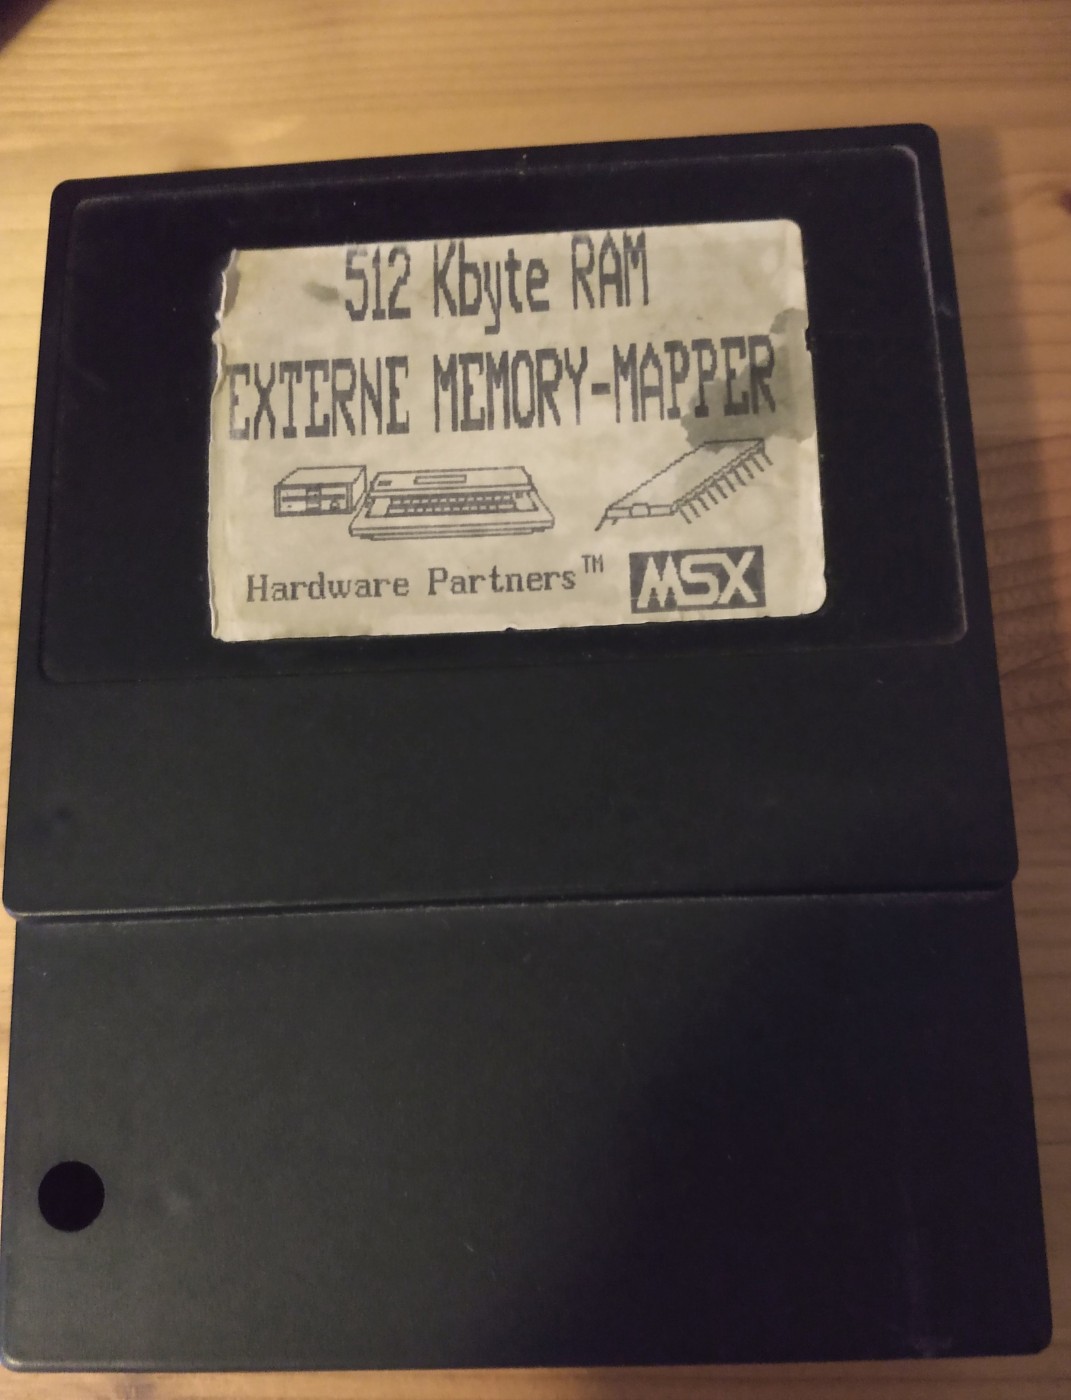 512 Kbyte RAM
EXTERNE MEMORY-MAPPER
Hardware Partners™
MSX